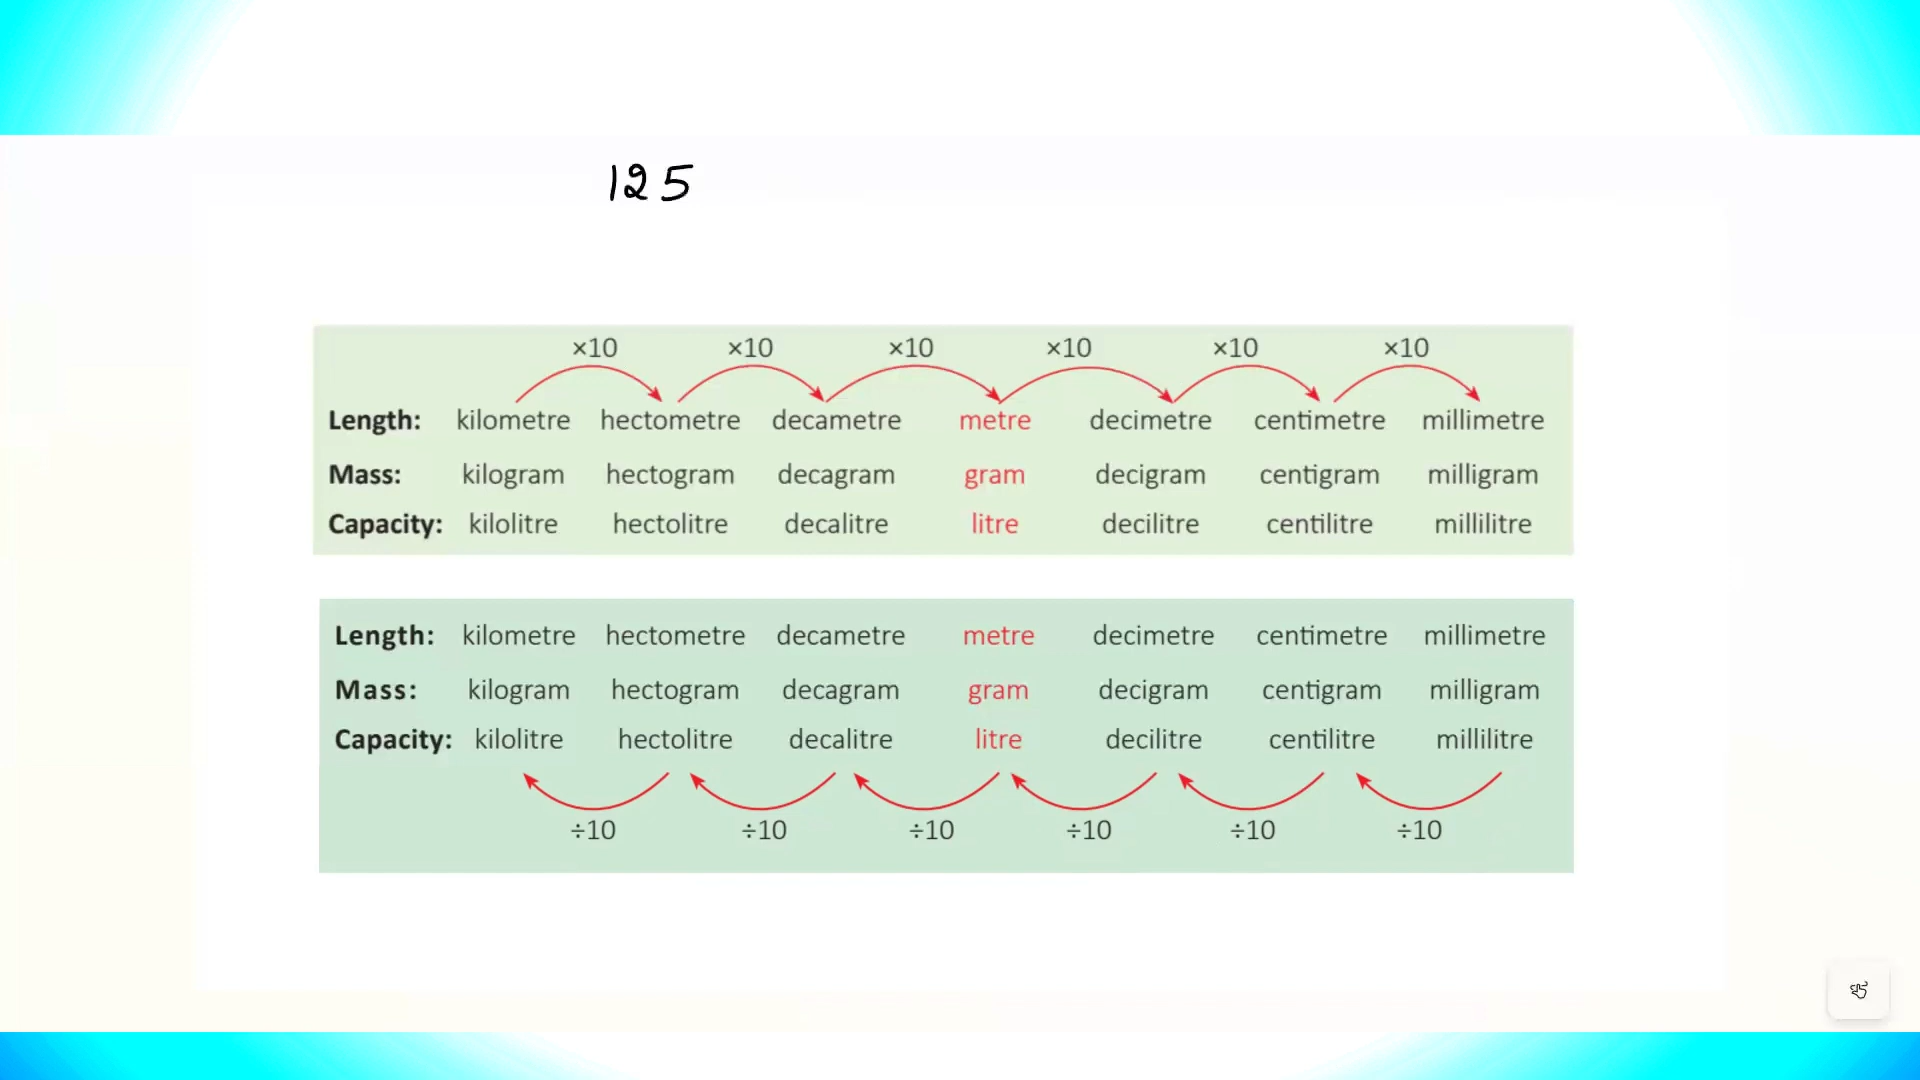 125
×10 ×10 ×10 ×10 ×10 ×10
Length: kilometre hectometre decametre metre decimetre centimetre millimetre
Mass: kilogram hectogram decagram gram decigram centigram milligram
Capacity: kilolitre hectolitre decalitre litre decilitre centilitre millilitre
Length: kilometre hectometre decametre metre decimetre centimetre millimetre
Mass: kilogram hectogram decagram gram decigram centigram milligram
Capacity: kilolitre hectolitre decalitre litre decilitre centilitre millilitre
÷10 ÷10 ÷10 ÷10 ÷10 ÷10